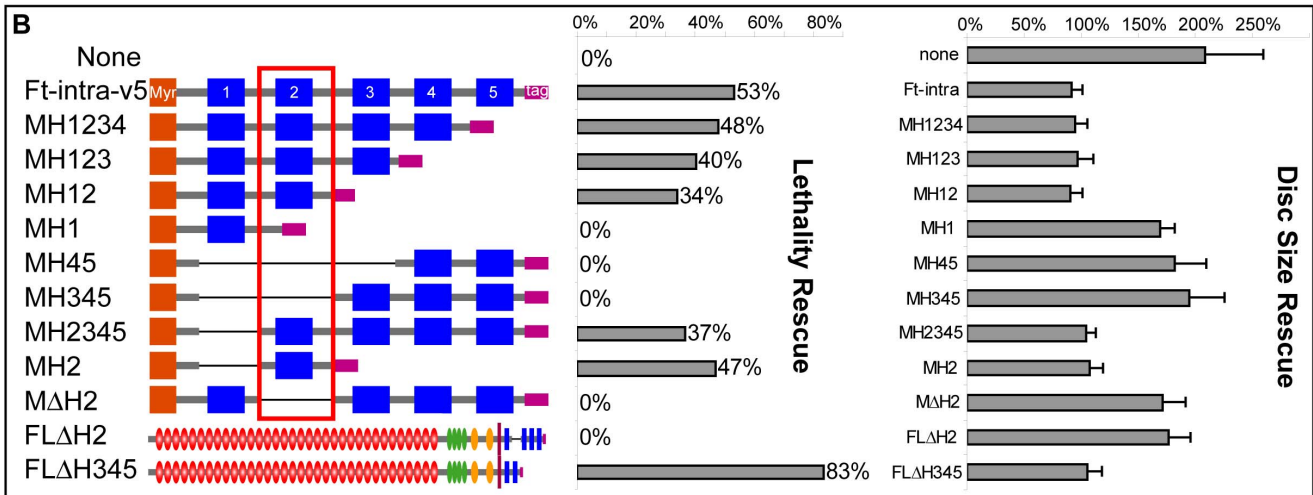 B
0% 20% 40% 60% 80%
0% 50% 100% 150% 200% 250%
None 0% none
Ft-intra-v5 Myr 1 2 3 4 5 tag 53% Ft-intra
MH1234 48% MH1234
MH123 40% MH123
MH12 34% MH12
MH1 0% MH1
MH45 0% MH45
MH345 0% MH345
MH2345 37% MH2345
MH2 47% MH2
MΔH2 0% MΔH2
FLΔH2 0% FLΔH2
FLΔH345 83% FLΔH345
Lethality Rescue
Disc Size Rescue